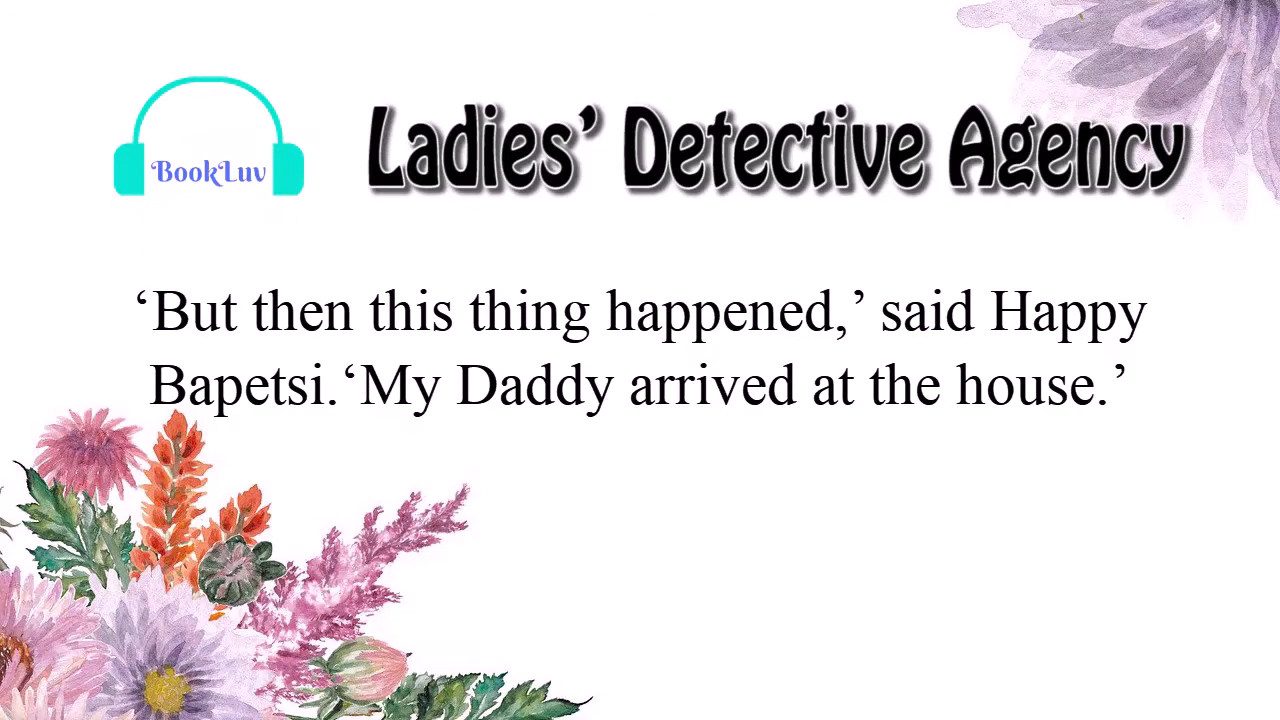 BookLuv
Ladies’ Detective Agency
‘But then this thing happened,’ said Happy
Bapetsi.‘My Daddy arrived at the house.’